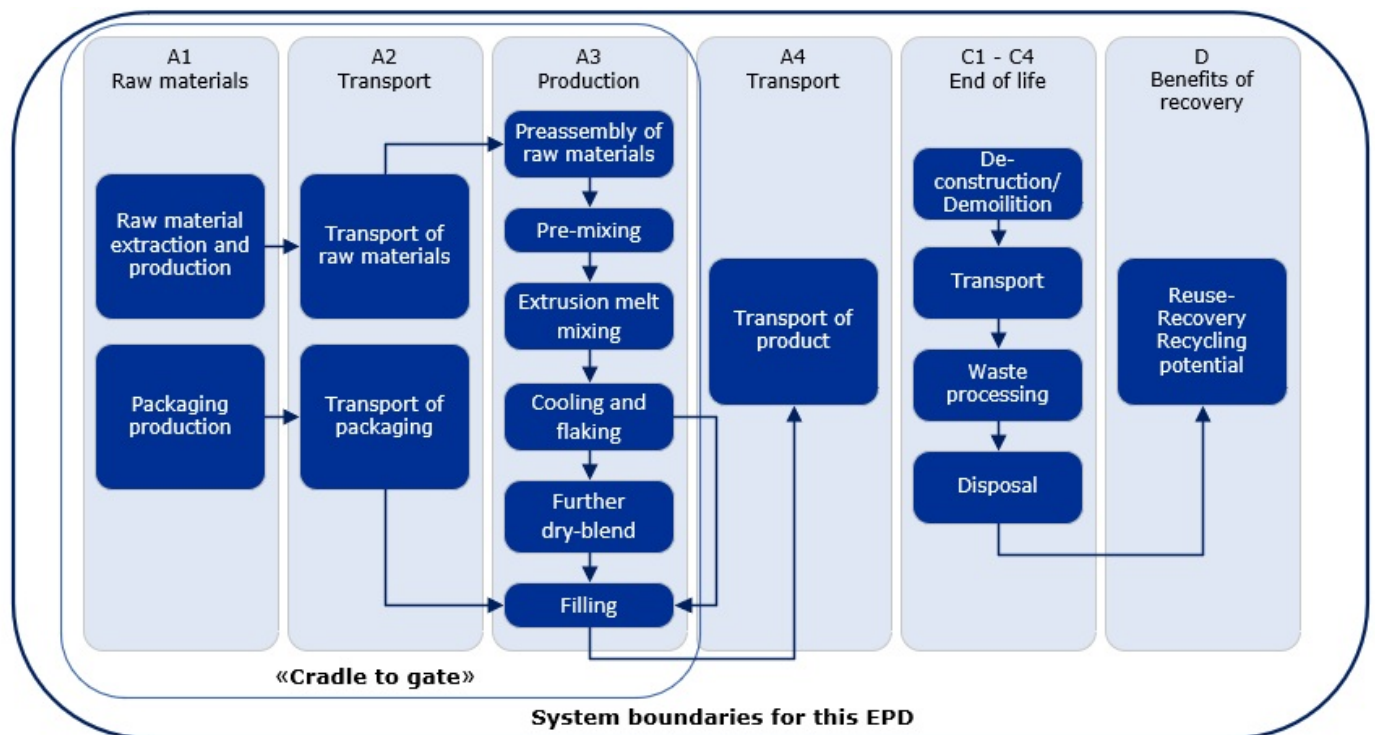 A1
Raw materials
Raw material
extraction and
production
Packaging
production
A2
Transport
Transport of
raw materials
Transport of
packaging
A3
Production
Preassembly of
raw materials
Pre-mixing
Extrusion melt
mixing
Cooling and
flaking
Further
dry-blend
Filling
A4
Transport
Transport of
product
C1 - C4
End of life
De-
construction/
Demoilition
Transport
Waste
processing
Disposal
D
Benefits of
recovery
Reuse-
Recovery
Recycling
potential
«Cradle to gate»
System boundaries for this EPD